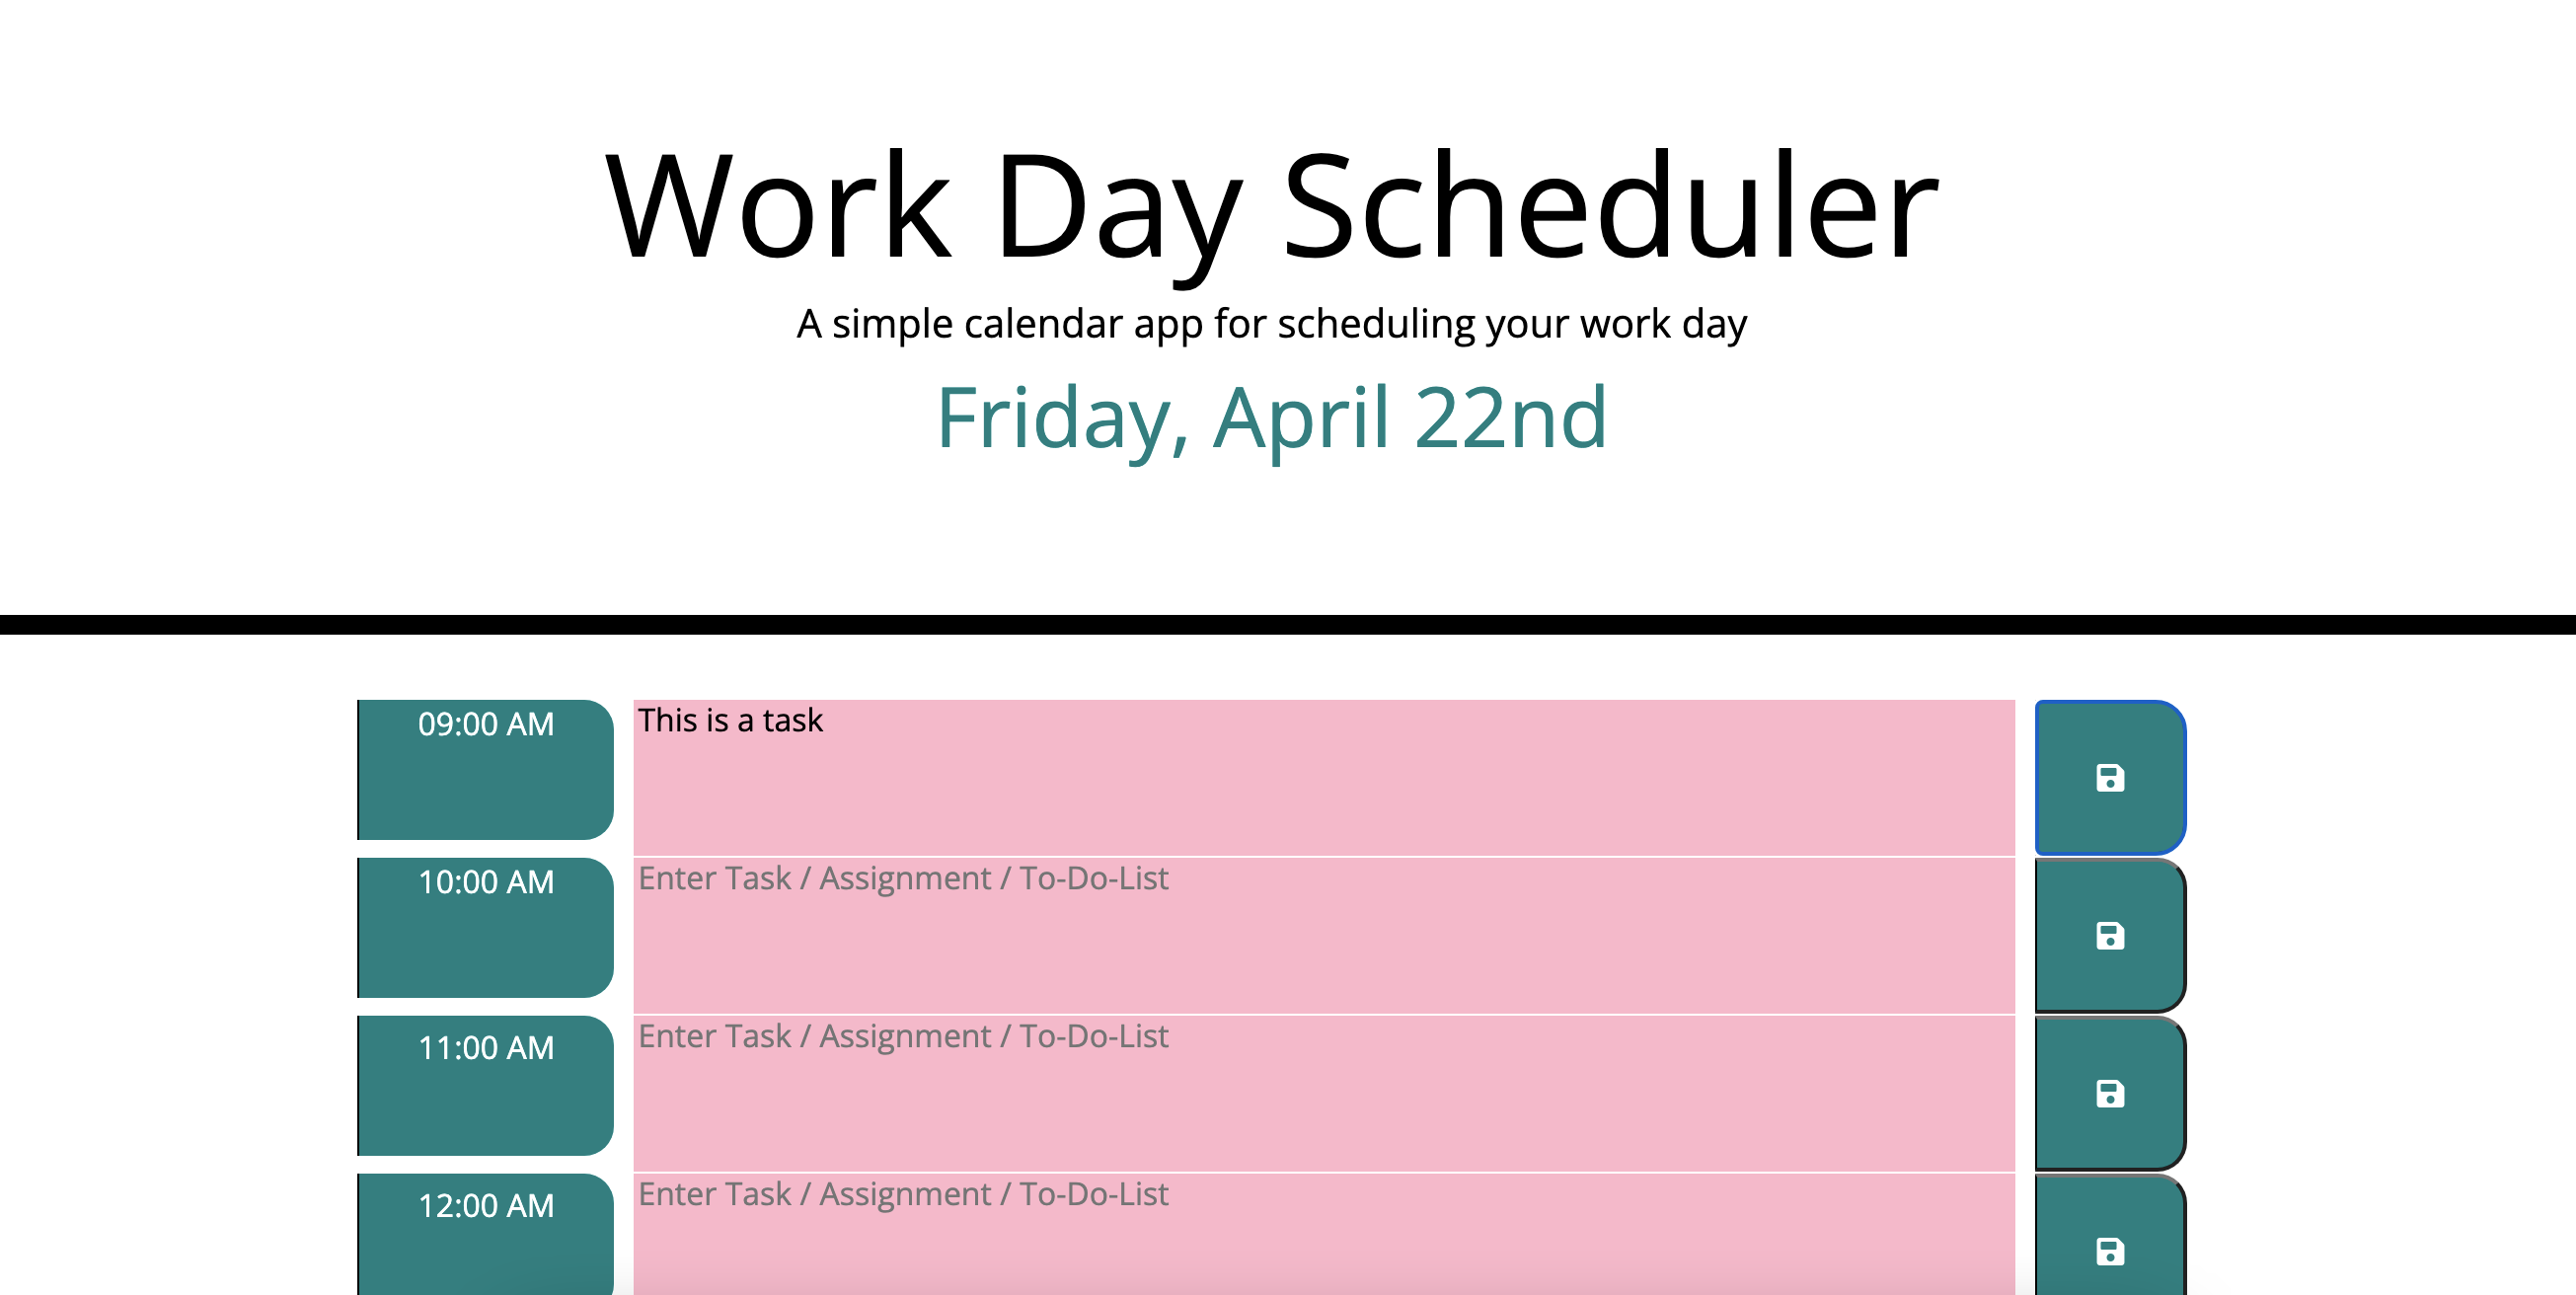 Work Day Scheduler
A simple calendar app for scheduling your work day
Friday, April 22nd
09:00 AM
This is a task
10:00 AM
Enter Task / Assignment / To-Do-List
11:00 AM
Enter Task / Assignment / To-Do-List
12:00 AM
Enter Task / Assignment / To-Do-List